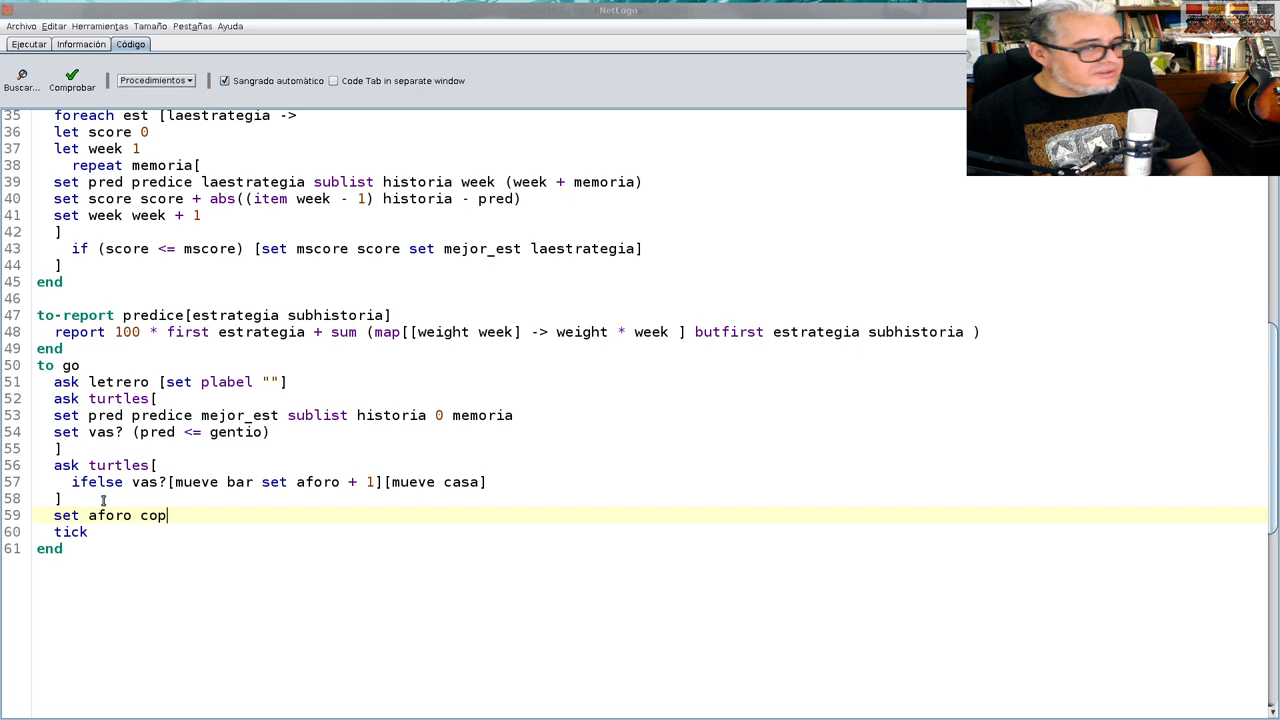 NetLogo
Archivo Editar Herramientas Tamaño Pestañas Ayuda
Ejecutar Información Código
Buscar... Comprobar Procedimientos Sangrado automático Code Tab in separate window
35 foreach est [laestrategia ->
36 let score 0
37 let week 1
38 repeat memoria[
39 set pred predice laestrategia sublist historia week (week + memoria)
40 set score score + abs((item week - 1) historia - pred)
41 set week week + 1
42 ]
43 if (score <= mscore) [set mscore score set mejor_est laestrategia]
44 ]
45 end
46
47 to-report predice[estrategia subhistoria]
48 report 100 * first estrategia + sum (map[[weight week] -> weight * week ] butfirst estrategia subhistoria )
49 end
50 to go
51 ask letrero [set plabel ""]
52 ask turtles[
53 set pred predice mejor_est sublist historia 0 memoria
54 set vas? (pred <= gentio)
55 ]
56 ask turtles[
57 ifelse vas?[mueve bar set aforo + 1][mueve casa]
58 ]
59 set aforo cop
60 tick
61 end